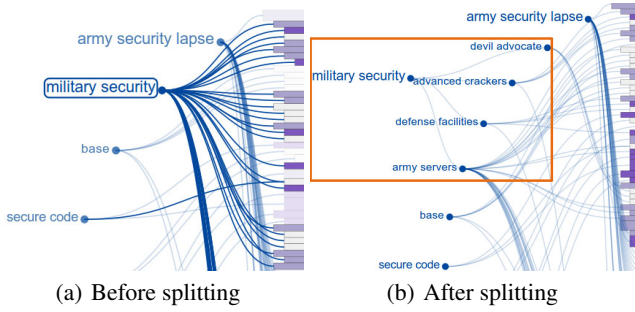 army security lapse
military security
base
secure code
(a) Before splitting
army security lapse
devil advocate
military security
advanced crackers
defense facilities
army servers
base
secure code
(b) After splitting